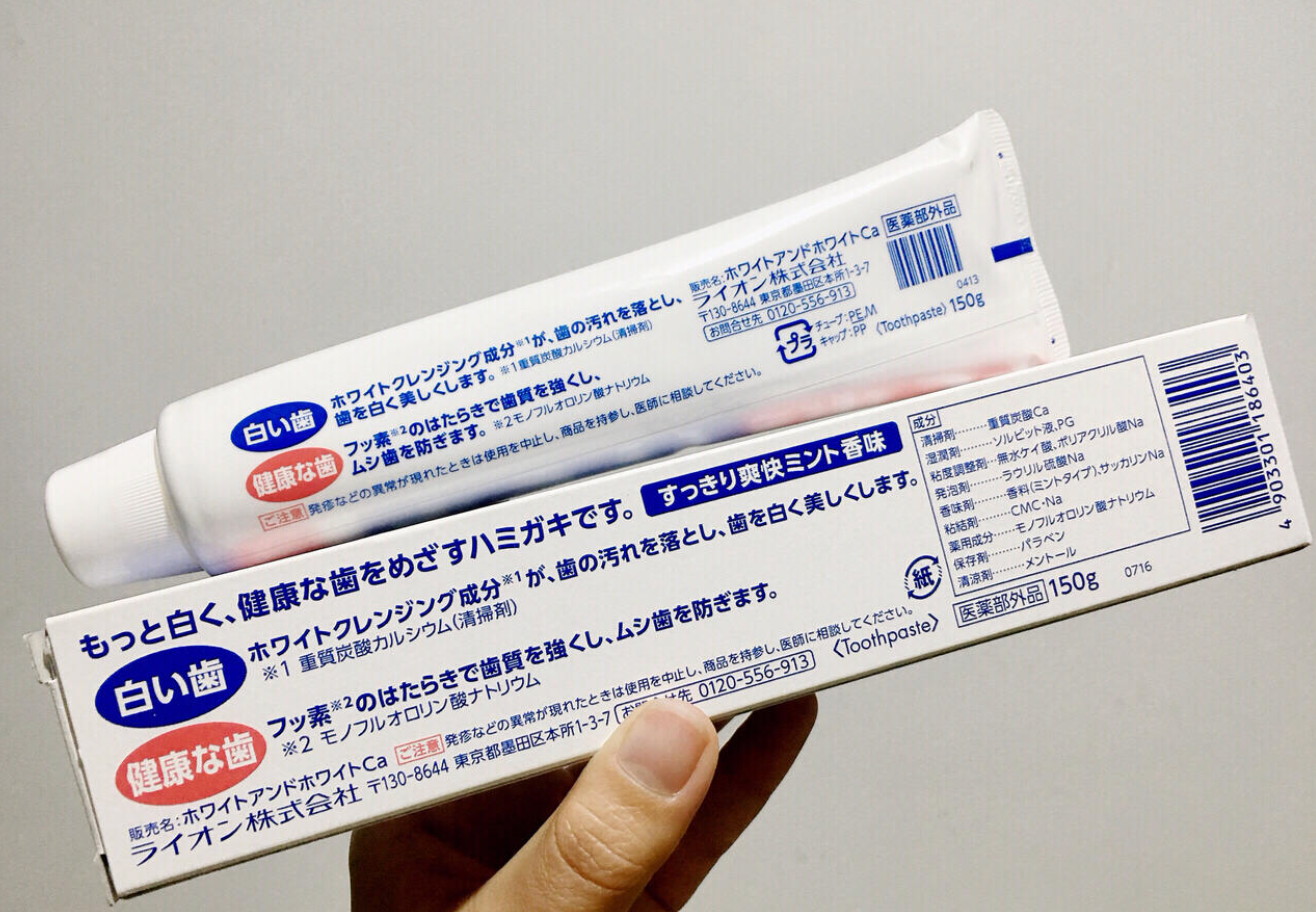 医薬部外品
販売名:ホワイトアンドホワイトCa
ライオン株式会社
〒130-8644 東京都墨田区本所1-3-7
お問合せ先 0120-556-913
0413
プラ
チューブ:PE,M
キャップ:PP
〈Toothpaste〉150g
白い歯
ホワイトクレンジング成分※1が、歯の汚れを落とし、
歯を白く美しくします。※1重質炭酸カルシウム(清掃剤)
健康な歯
フッ素※2のはたらきで歯質を強くし、
ムシ歯を防ぎます。※2モノフルオロリン酸ナトリウム
ご注意 発疹などの異常が現れたときは使用を中止し、商品を持参し、医師に相談してください。
もっと白く、健康な歯をめざすハミガキです。 すっきり爽快ミント香味
白い歯
ホワイトクレンジング成分※1が、歯の汚れを落とし、歯を白く美しくします。
※1 重質炭酸カルシウム(清掃剤)
健康な歯
フッ素※2のはたらきで歯質を強くし、ムシ歯を防ぎます。
※2 モノフルオロリン酸ナトリウム
販売名:ホワイトアンドホワイトCa
ご注意 発疹などの異常が現れたときは使用を中止し、商品を持参し、医師に相談してください。
ライオン株式会社 〒130-8644 東京都墨田区本所1-3-7 先 0120-556-913
〈Toothpaste〉
紙
成分
清掃剤………重質炭酸Ca
湿潤剤………ソルビット液、PG
粘度調整剤…無水ケイ酸、ポリアクリル酸Na
発泡剤………ラウリル硫酸Na
香味剤………香料(ミントタイプ)、サッカリンNa
粘結剤………CMC・Na
薬用成分……モノフルオロリン酸ナトリウム
保存剤………パラベン
清涼剤………メントール
医薬部外品 150g
0716
4 903301 186403